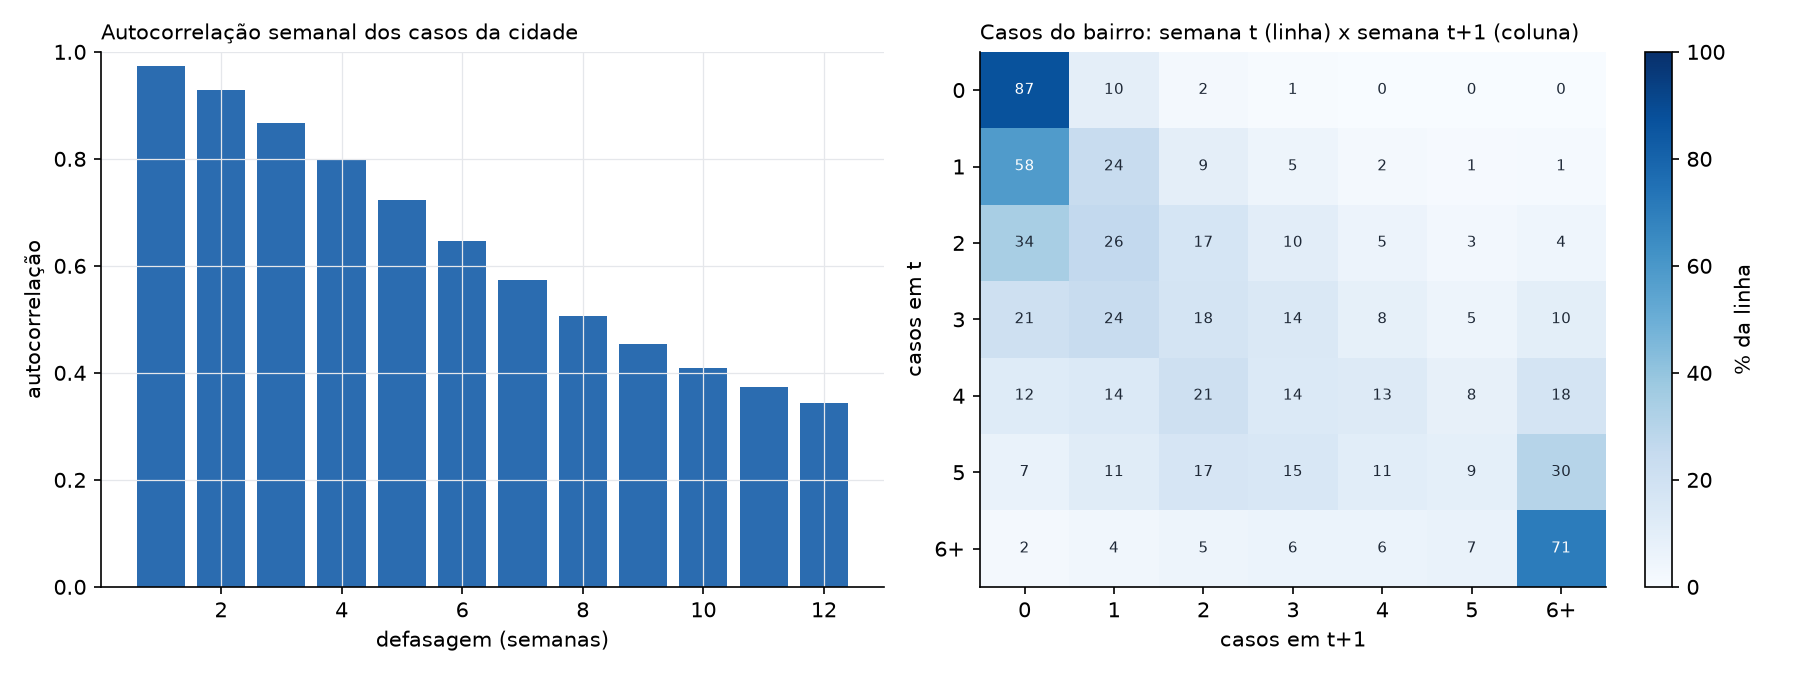 Autocorrelação semanal dos casos da cidade
1.0
0.8
0.6
0.4
0.2
0.0
autocorrelação
2 4 6 8 10 12
defasagem (semanas)
Casos do bairro: semana t (linha) x semana t+1 (coluna)
casos em t
0 87 10 2 1 0 0 0
1 58 24 9 5 2 1 1
2 34 26 17 10 5 3 4
3 21 24 18 14 8 5 10
4 12 14 21 14 13 8 18
5 7 11 17 15 11 9 30
6+ 2 4 5 6 6 7 71
0 1 2 3 4 5 6+
casos em t+1
100
80
60
40
20
0
% da linha